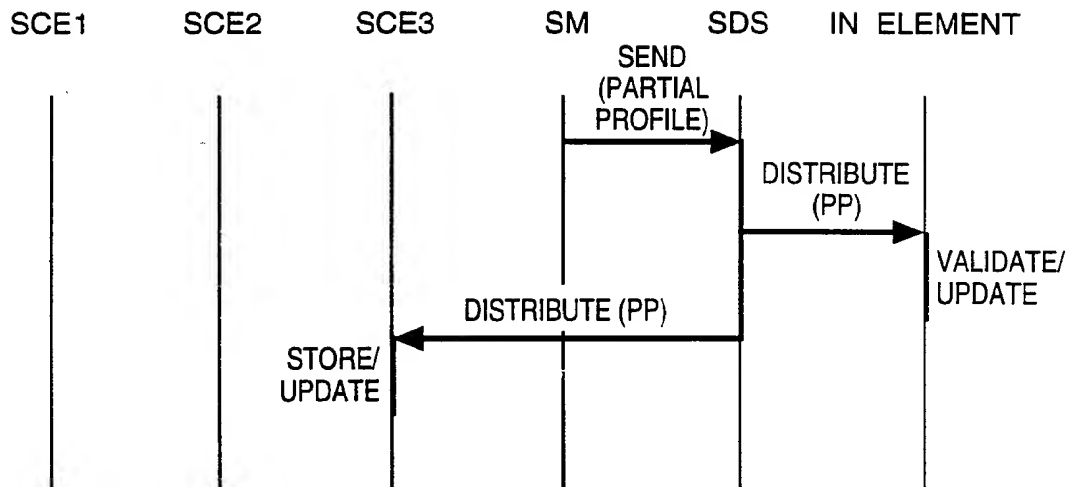 SCE1 SCE2 SCE3 SM SDS IN ELEMENT
SEND
(PARTIAL
PROFILE)
DISTRIBUTE
(PP)
VALIDATE/
UPDATE
DISTRIBUTE (PP)
STORE/
UPDATE